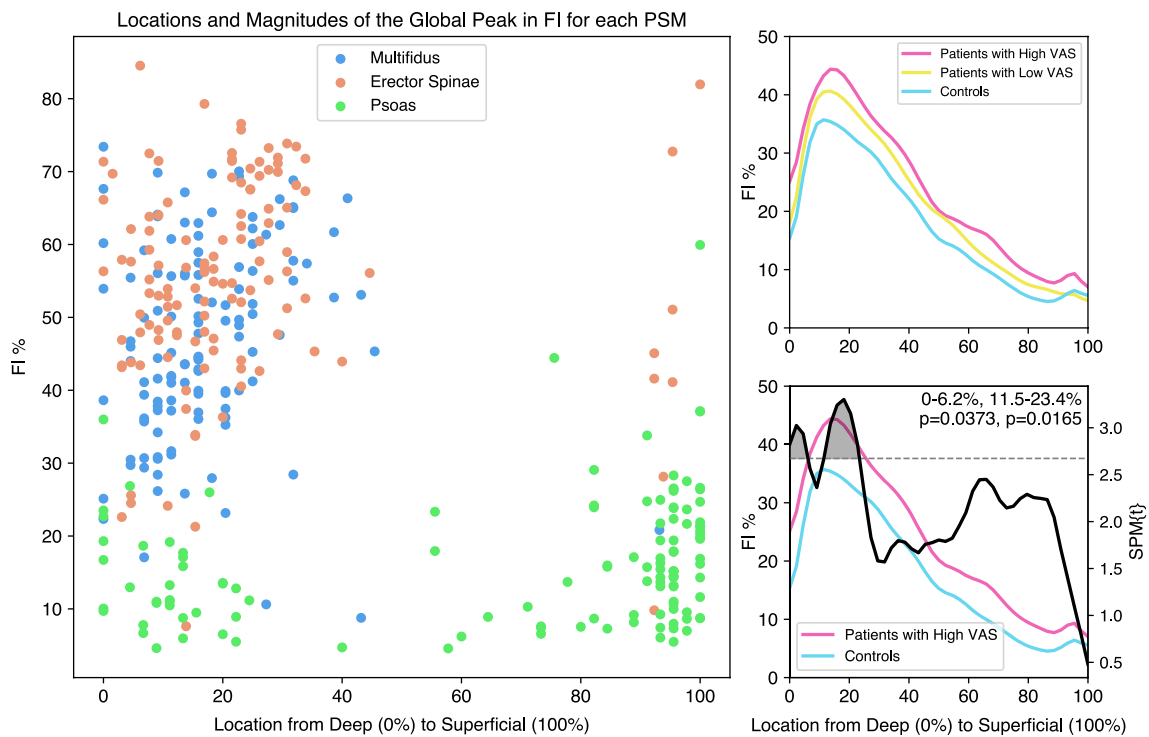 Locations and Magnitudes of the Global Peak in FI for each PSM
Multifidus
Erector Spinae
Psoas
FI %
80
70
60
50
40
30
20
10
0
20
40
60
80
100
Location from Deep (0%) to Superficial (100%)
Patients with High VAS
Patients with Low VAS
Controls
FI %
50
40
30
20
10
0
0
20
40
60
80
100
0-6.2%, 11.5-23.4%
p=0.0373, p=0.0165
FI %
50
40
30
20
10
0
SPM{t}
3.0
2.5
2.0
1.5
1.0
0.5
Patients with High VAS
Controls
0
20
40
60
80
100
Location from Deep (0%) to Superficial (100%)